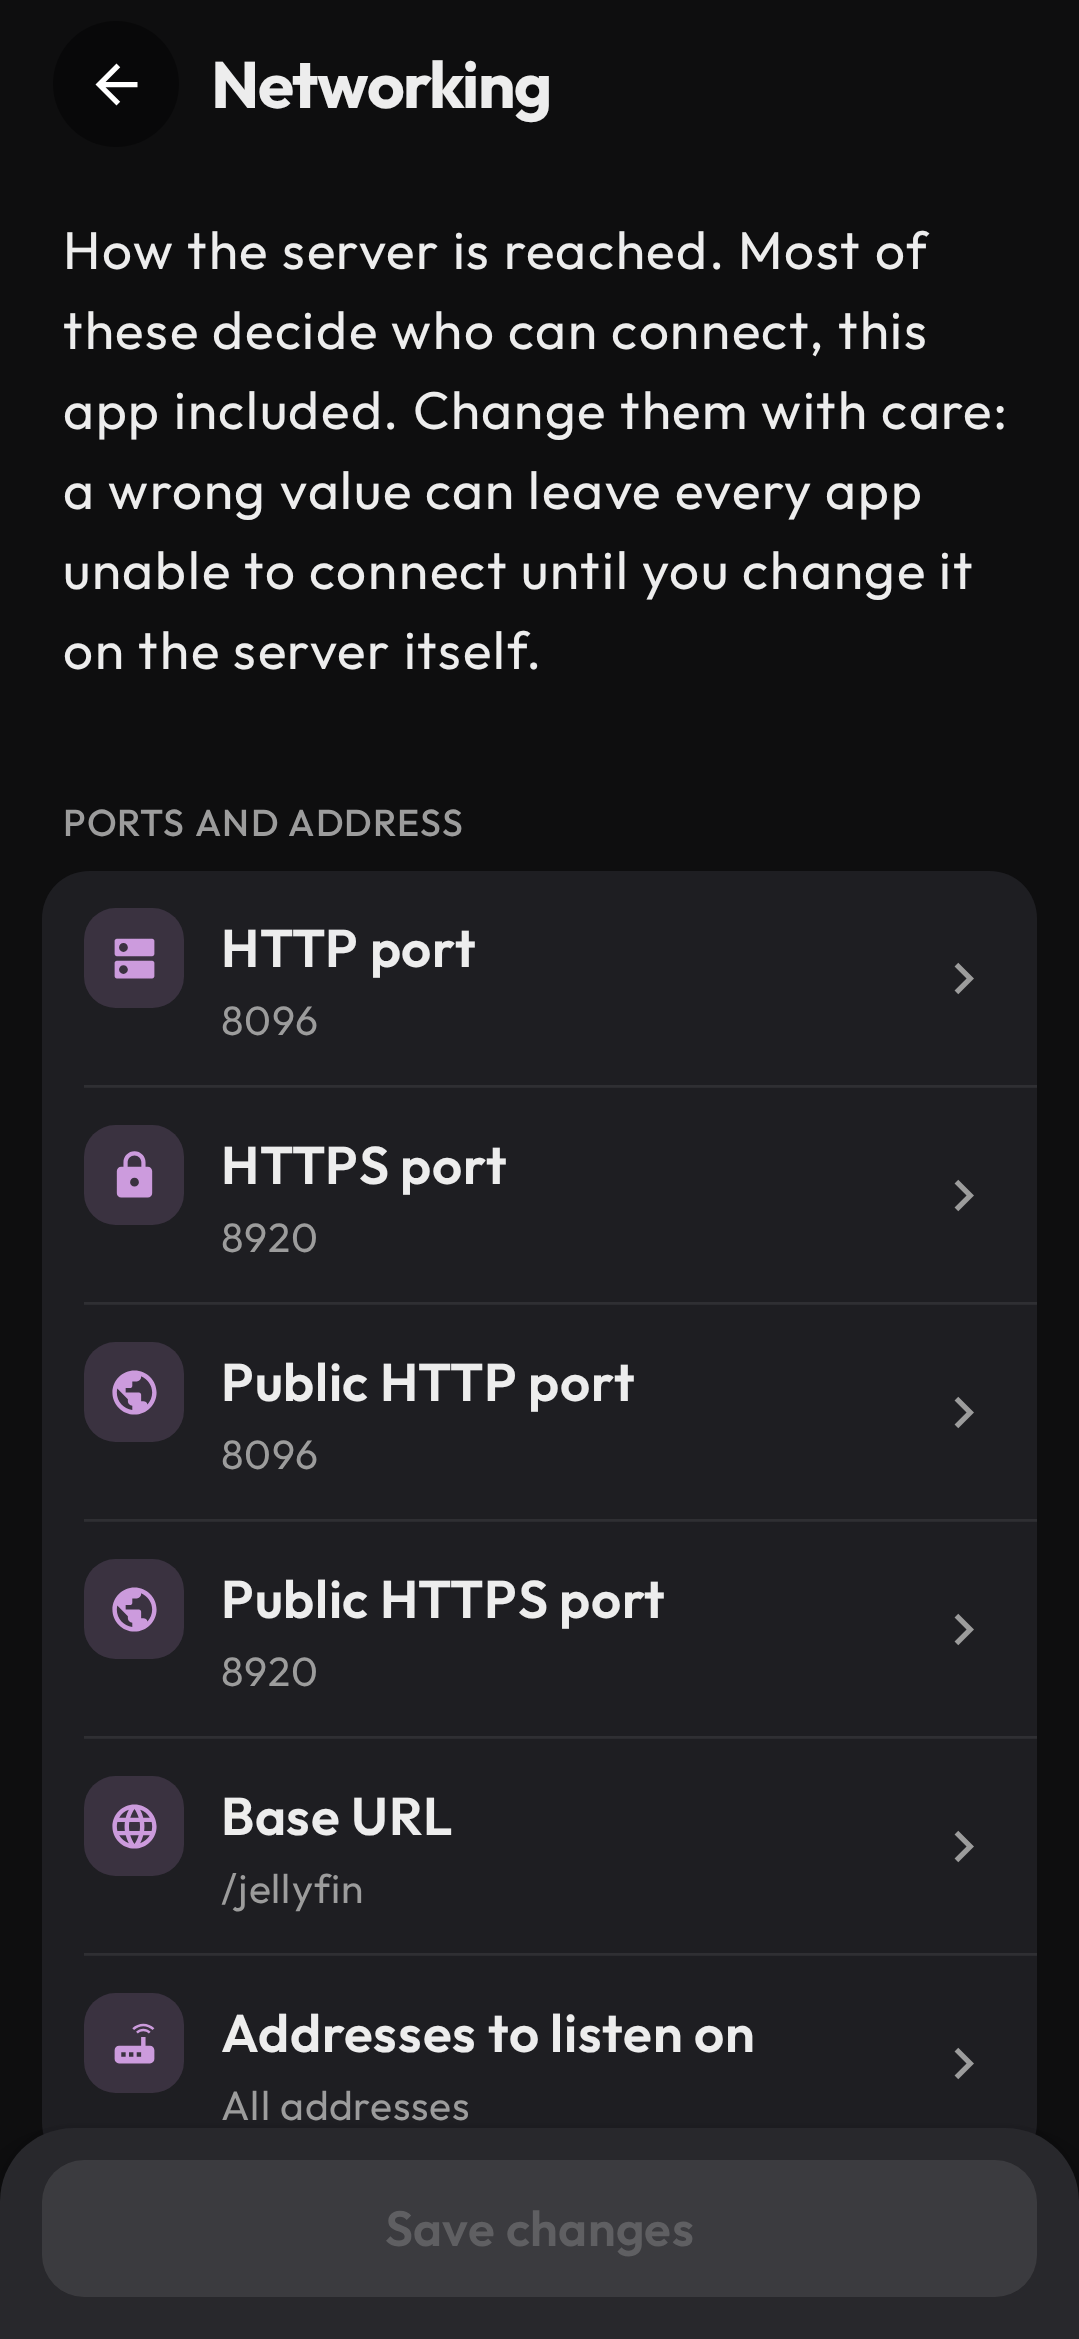 Networking
How the server is reached. Most of
these decide who can connect, this
app included. Change them with care:
a wrong value can leave every app
unable to connect until you change it
on the server itself.
PORTS AND ADDRESS
HTTP port
8096
HTTPS port
8920
Public HTTP port
8096
Public HTTPS port
8920
Base URL
/jellyfin
Addresses to listen on
All addresses
Save changes